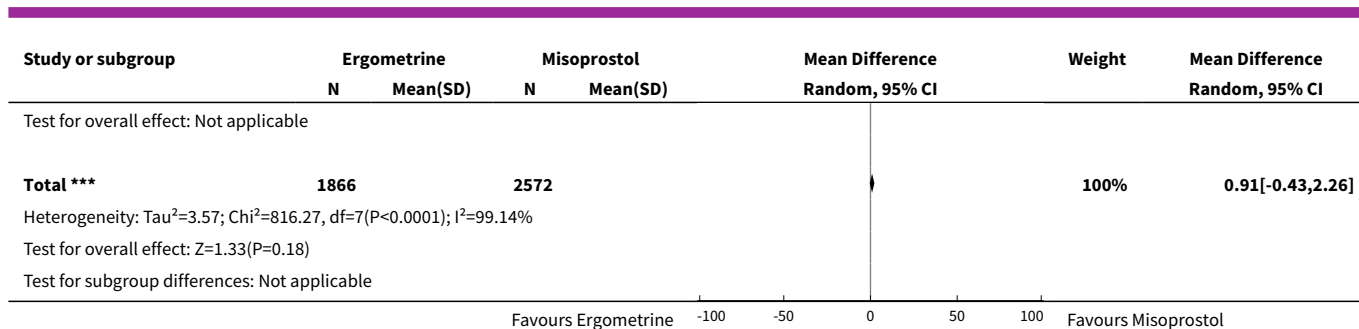 Study or subgroup Ergometrine Misoprostol Mean Difference Weight Mean Difference
N Mean(SD) N Mean(SD) Random, 95% CI Random, 95% CI
Test for overall effect: Not applicable
Total *** 1866 2572 100% 0.91[-0.43,2.26]
Heterogeneity: Tau²=3.57; Chi²=816.27, df=7(P<0.0001); I²=99.14%
Test for overall effect: Z=1.33(P=0.18)
Test for subgroup differences: Not applicable
Favours Ergometrine -100 -50 0 50 100 Favours Misoprostol